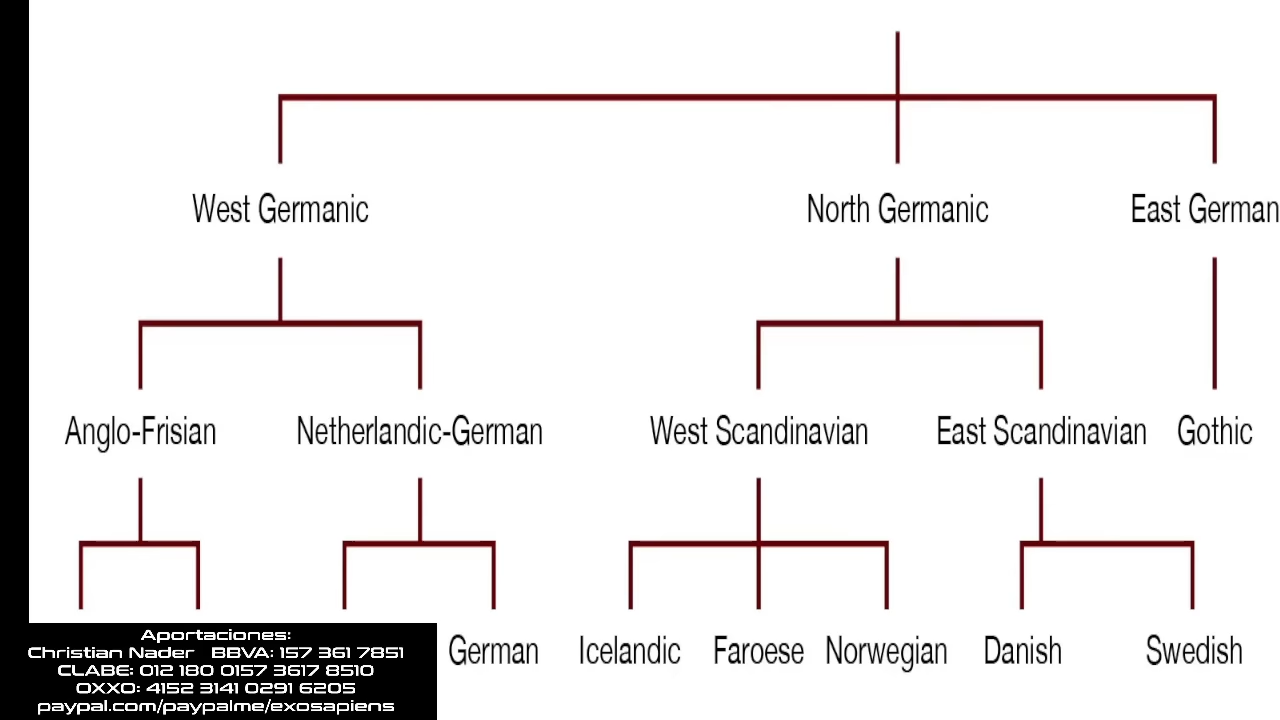 West Germanic
North Germanic
East German
Anglo-Frisian
Netherlandic-German
West Scandinavian
East Scandinavian
Gothic
German
Icelandic
Faroese
Norwegian
Danish
Swedish
Aportaciones:
Christian Nader BBVA: 157 361 7851
CLABE: 012 180 0157 3617 8510
OXXO: 4152 3141 0291 6205
paypal.com/paypalme/exosapiens